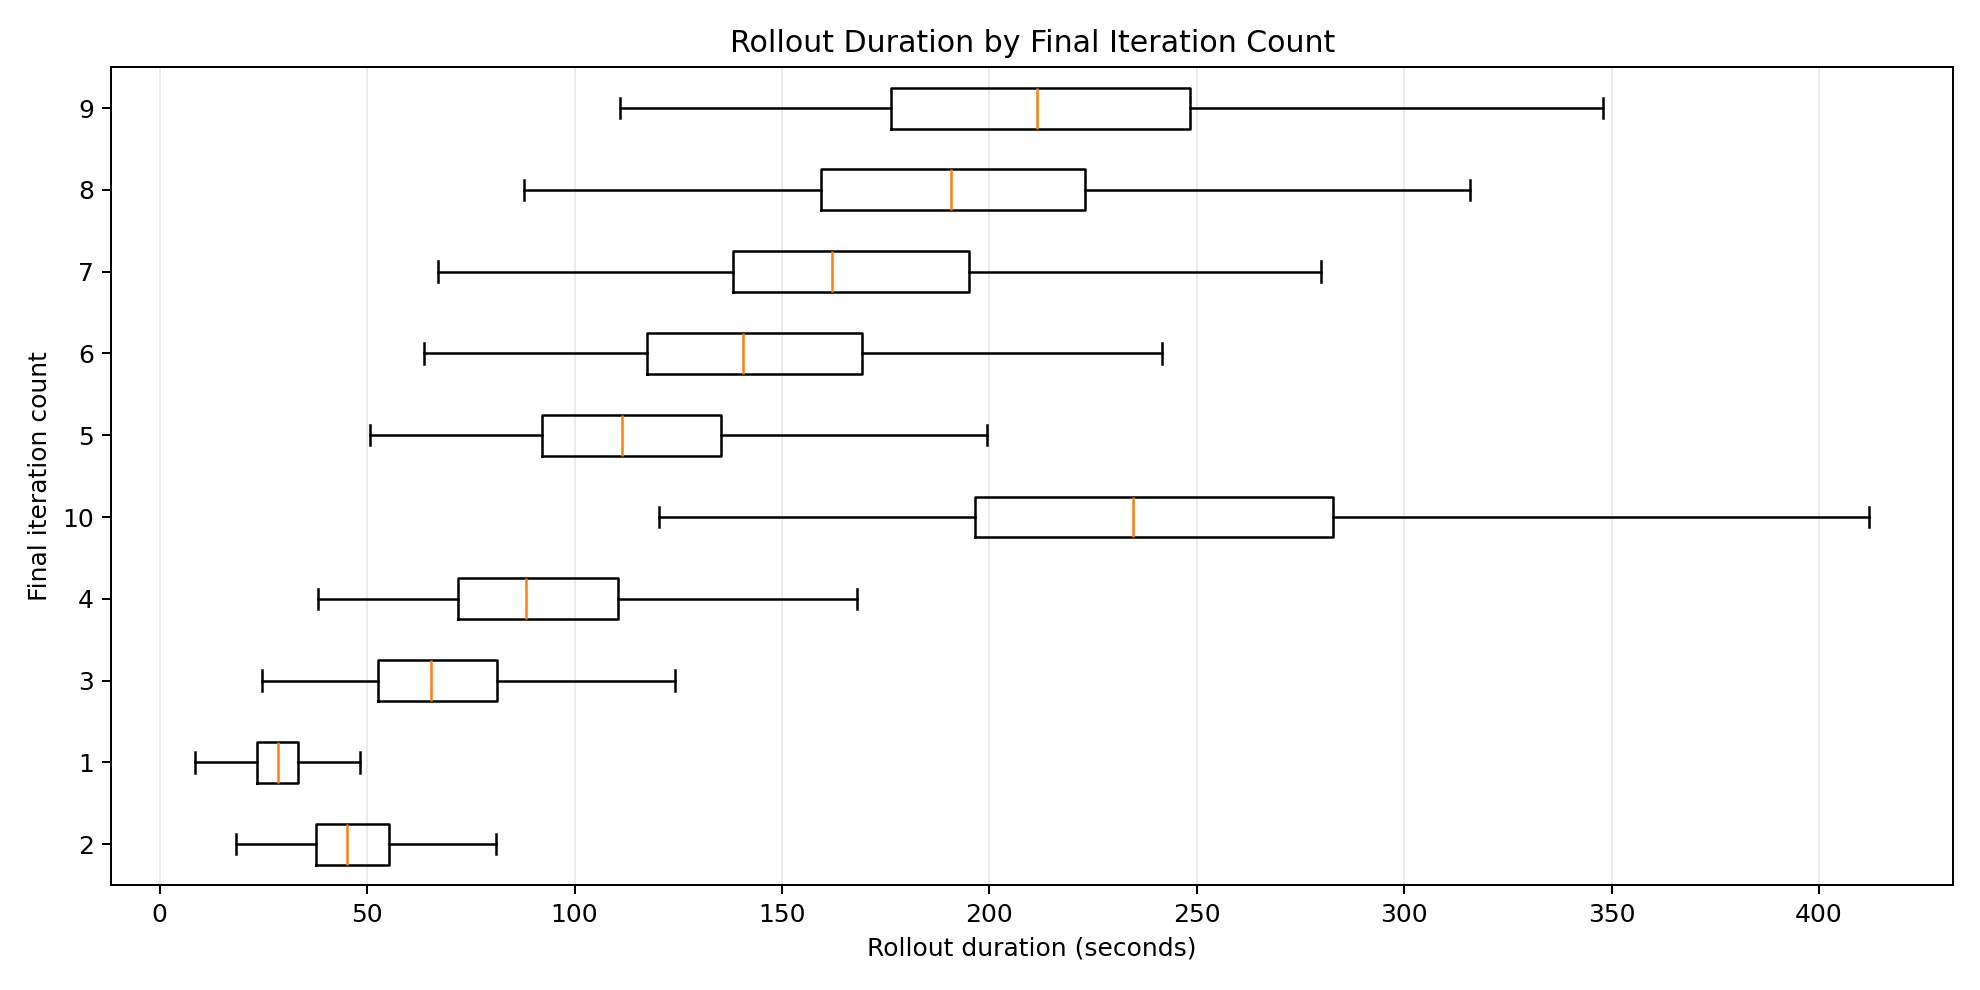 Rollout Duration by Final Iteration Count
Final iteration count
9
8
7
6
5
10
4
3
1
2
0 50 100 150 200 250 300 350 400
Rollout duration (seconds)